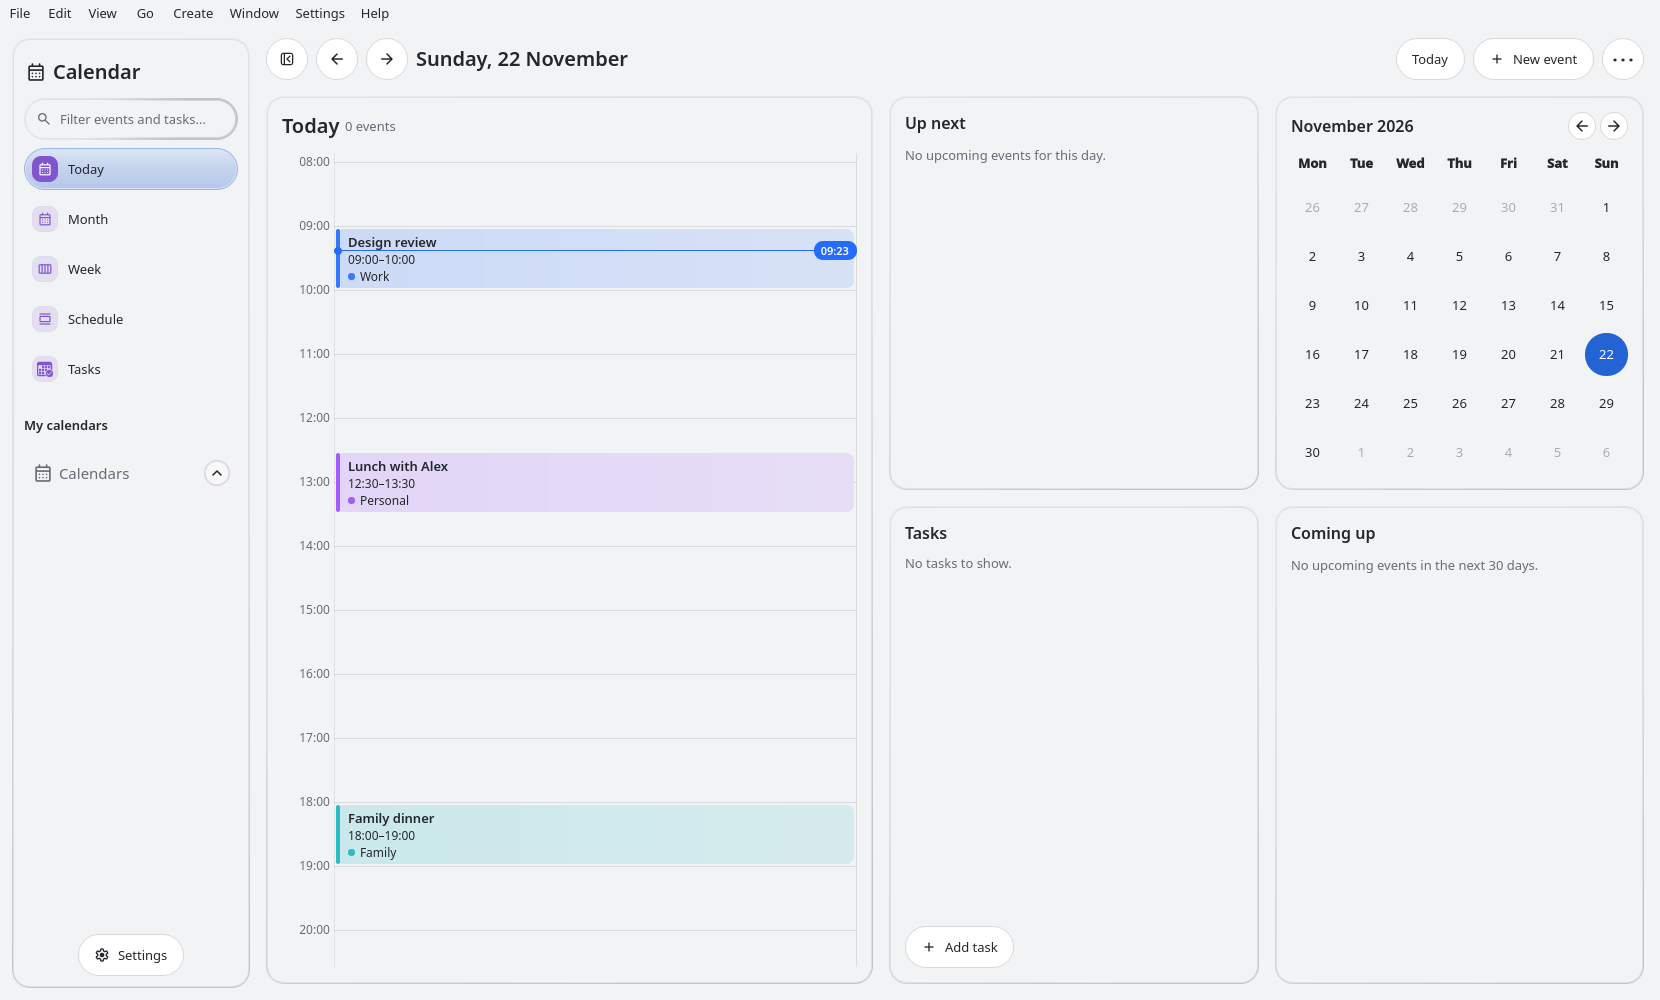 File Edit View Go Create Window Settings Help
Calendar
Filter events and tasks...
Today
Month
Week
Schedule
Tasks
My calendars
Calendars
Settings
Sunday, 22 November
Today
New event
Today 0 events
08:00
09:00
Design review
09:00–10:00
Work
09:23
10:00
11:00
12:00
Lunch with Alex
12:30–13:30
Personal
13:00
14:00
15:00
16:00
17:00
18:00
Family dinner
18:00–19:00
Family
19:00
20:00
Up next
No upcoming events for this day.
November 2026
Mon Tue Wed Thu Fri Sat Sun
26 27 28 29 30 31 1
2 3 4 5 6 7 8
9 10 11 12 13 14 15
16 17 18 19 20 21 22
23 24 25 26 27 28 29
30 1 2 3 4 5 6
Tasks
No tasks to show.
Add task
Coming up
No upcoming events in the next 30 days.